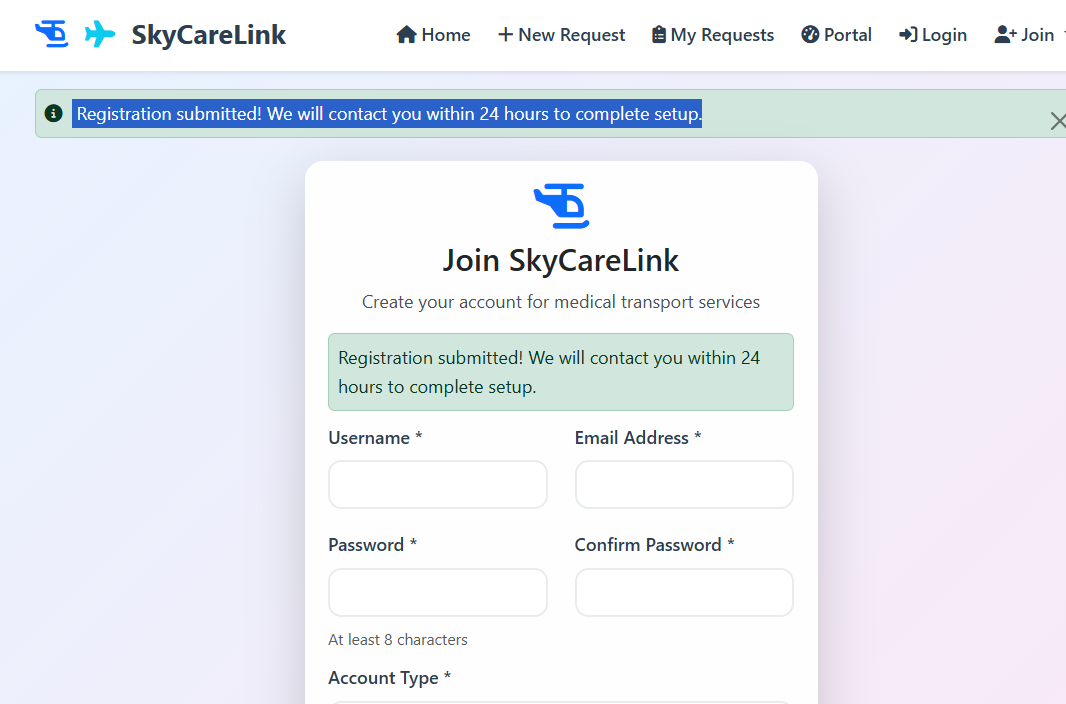 SkyCareLink Home New Request My Requests Portal Login Join
Registration submitted! We will contact you within 24 hours to complete setup.
Join SkyCareLink
Create your account for medical transport services
Registration submitted! We will contact you within 24
hours to complete setup.
Username * Email Address *
Password * Confirm Password *
At least 8 characters
Account Type *